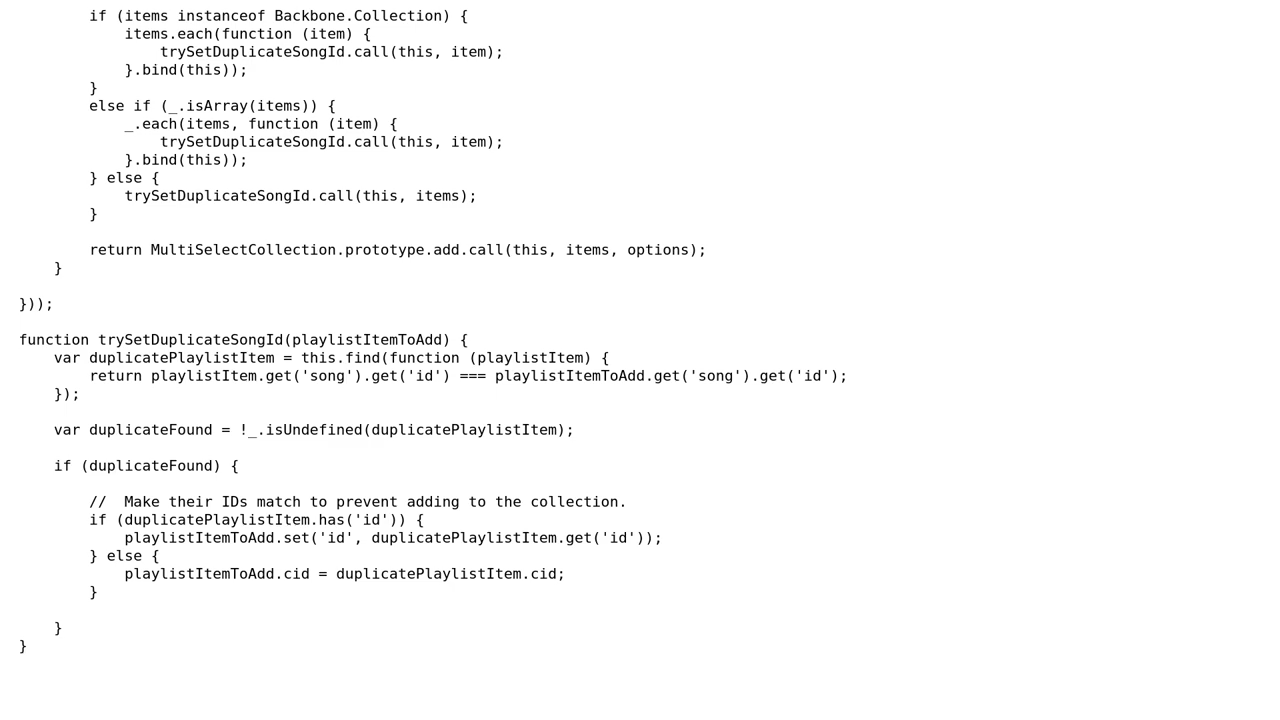 if (items instanceof Backbone.Collection) {
            items.each(function (item) {
                trySetDuplicateSongId.call(this, item);
            }.bind(this));
        }
        else if (_.isArray(items)) {
            _.each(items, function (item) {
                trySetDuplicateSongId.call(this, item);
            }.bind(this));
        } else {
            trySetDuplicateSongId.call(this, items);
        }

        return MultiSelectCollection.prototype.add.call(this, items, options);
    }

}));

function trySetDuplicateSongId(playlistItemToAdd) {
    var duplicatePlaylistItem = this.find(function (playlistItem) {
        return playlistItem.get('song').get('id') === playlistItemToAdd.get('song').get('id');
    });

    var duplicateFound = !_.isUndefined(duplicatePlaylistItem);

    if (duplicateFound) {

        //  Make their IDs match to prevent adding to the collection.
        if (duplicatePlaylistItem.has('id')) {
            playlistItemToAdd.set('id', duplicatePlaylistItem.get('id'));
        } else {
            playlistItemToAdd.cid = duplicatePlaylistItem.cid;
        }

    }
}